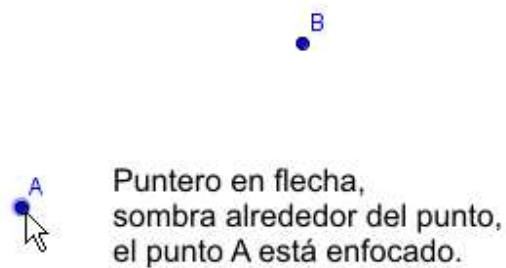 B
A
Puntero en flecha,
sombra alrededor del punto,
el punto A está enfocado.